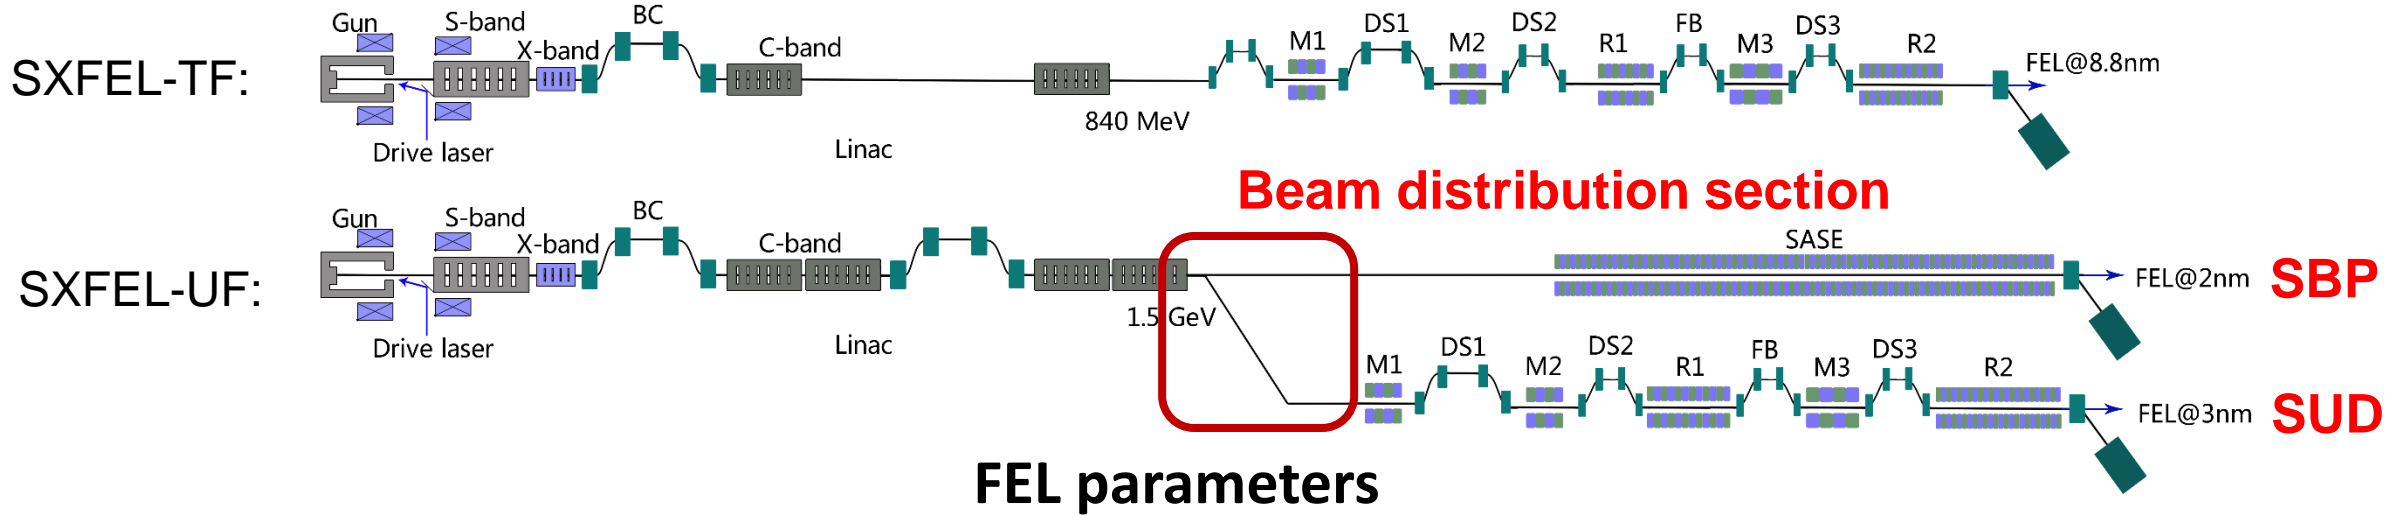 SXFEL-TF:
Gun
S-band
X-band
BC
C-band
Drive laser
Linac
840 MeV
M1
DS1
M2
DS2
R1
FB
M3
DS3
R2
FEL@8.8nm
Beam distribution section
SXFEL-UF:
Gun
S-band
X-band
BC
C-band
Drive laser
Linac
1.5 GeV
SASE
FEL@2nm
SBP
M1
DS1
M2
DS2
R1
FB
M3
DS3
R2
FEL@3nm
SUD
FEL parameters